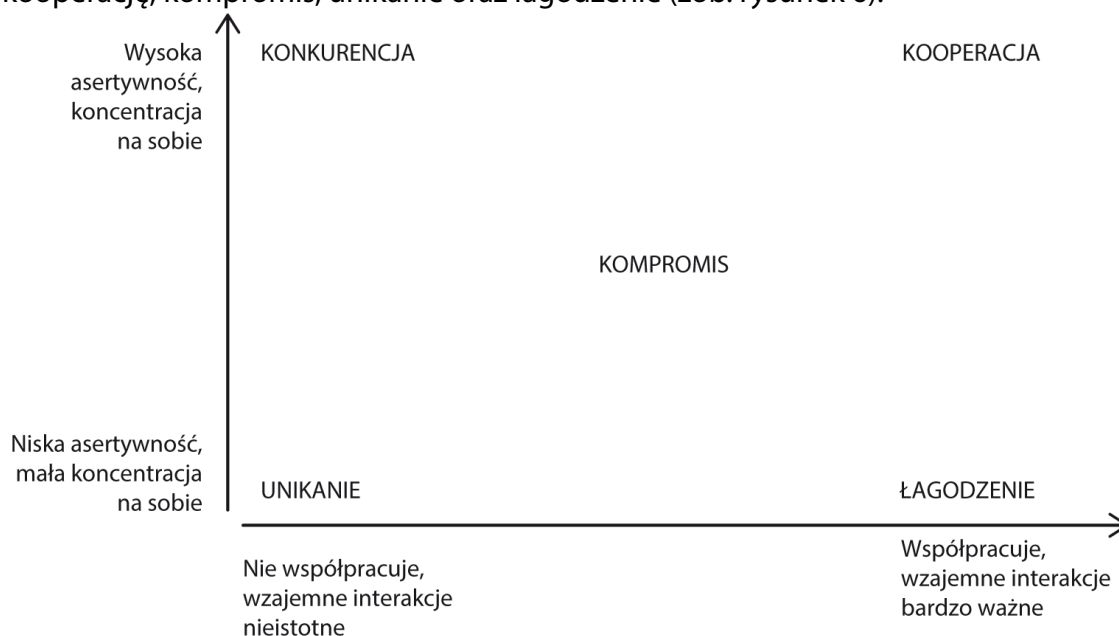 kooperację, kompromis, unikanie oraz łagodzenie (zob. rysunek 6).
Wysoka
asertywność,
koncentracja
na sobie
KONKURENCJA
KOOPERACJA
KOMPROMIS
Niska asertywność,
mała koncentracja
na sobie
UNIKANIE
ŁAGODZENIE
Nie współpracuje,
wzajemne interakcje
nieistotne
Współpracuje,
wzajemne interakcje
bardzo ważne